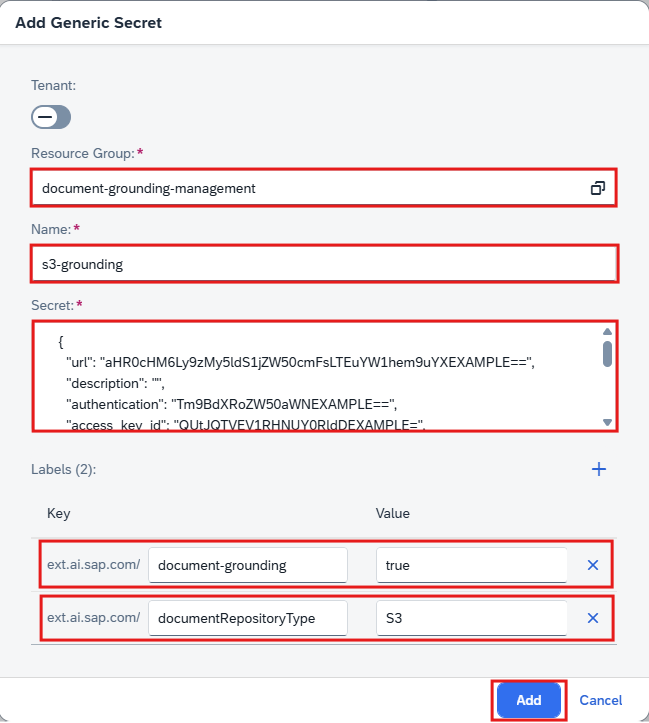 Add Generic Secret
Tenant:
Resource Group:*
document-grounding-management
Name:*
s3-grounding
Secret:*
{
"url": "aHR0cHM6Ly9zMy5ldS1jZW50cmFsLTEuYW1hem9uYXEXAMPLE==",
"description": "",
"authentication": "Tm9BdXRoZW50aWNEXAMPLE==",
"access_key_id": "QUtJQTVEV1RHNUY0RldDEXAMPLE=",
Labels (2):
Key Value
ext.ai.sap.com/ document-grounding true
ext.ai.sap.com/ documentRepositoryType S3
Add Cancel